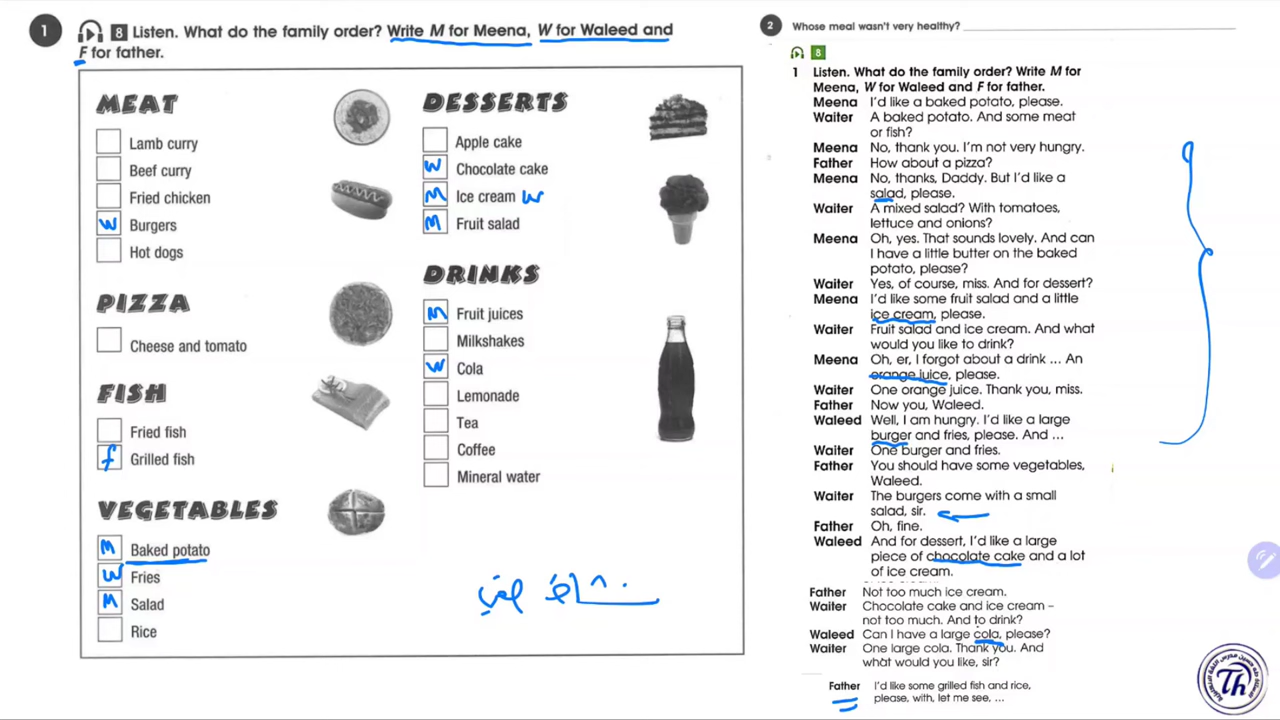 1 8 Listen. What do the family order? Write M for Meena, W for Waleed and
F for father.
MEAT
Lamb curry
Beef curry
Fried chicken
W Burgers
Hot dogs
PIZZA
Cheese and tomato
FISH
Fried fish
f Grilled fish
VEGETABLES
M Baked potato
W Fries
M Salad
Rice
DESSERTS
Apple cake
W Chocolate cake
M Ice cream W
M Fruit salad
DRINKS
M Fruit juices
Milkshakes
W Cola
Lemonade
Tea
Coffee
Mineral water
2 Whose meal wasn't very healthy?
8
1 Listen. What do the family order? Write M for
Meena, W for Waleed and F for father.
Meena I'd like a baked potato, please.
Waiter A baked potato. And some meat
or fish?
Meena No, thank you. I'm not very hungry.
Father How about a pizza?
Meena No, thanks, Daddy. But I'd like a
salad, please.
Waiter A mixed salad? With tomatoes,
lettuce and onions?
Meena Oh, yes. That sounds lovely. And can
I have a little butter on the baked
potato, please?
Waiter Yes, of course, miss. And for dessert?
Meena I'd like some fruit salad and a little
ice cream, please.
Waiter Fruit salad and ice cream. And what
would you like to drink?
Meena Oh, er, I forgot about a drink ... An
orange juice, please.
Waiter One orange juice. Thank you, miss.
Father Now you, Waleed.
Waleed Well, I am hungry. I'd like a large
burger and fries, please. And ...
Waiter One burger and fries.
Father You should have some vegetables,
Waleed.
Waiter The burgers come with a small
salad, sir.
Father Oh, fine.
Waleed And for dessert, I'd like a large
piece of chocolate cake and a lot
of ice cream.
Father Not too much ice cream.
Waiter Chocolate cake and ice cream –
not too much. And to drink?
Waleed Can I have a large cola, please?
Waiter One large cola. Thank you. And
what would you like, sir?
Father I'd like some grilled fish and rice,
please, with, let me see, ...
Th